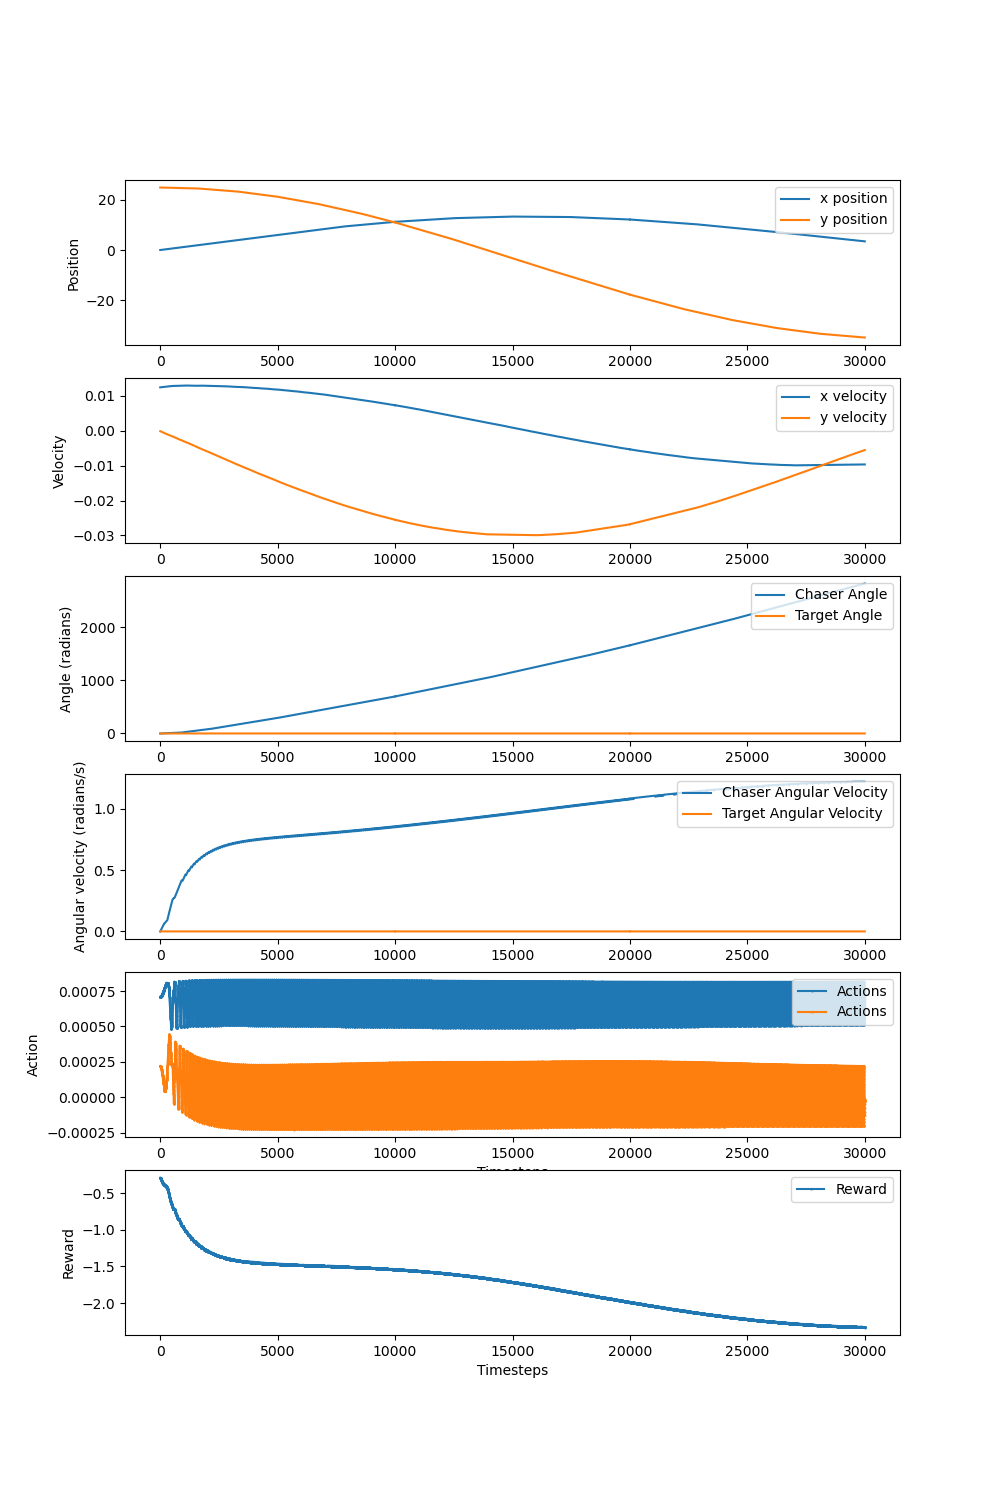 Position
20
0
−20
x position
y position
0 5000 10000 15000 20000 25000 30000
Velocity
0.01
0.00
−0.01
−0.02
−0.03
x velocity
y velocity
0 5000 10000 15000 20000 25000 30000
Angle (radians)
2000
1000
0
Chaser Angle
Target Angle
0 5000 10000 15000 20000 25000 30000
Angular velocity (radians/s)
1.0
0.5
0.0
Chaser Angular Velocity
Target Angular Velocity
0 5000 10000 15000 20000 25000 30000
Action
0.00075
0.00050
0.00025
0.00000
−0.00025
Actions
Actions
0 5000 10000 15000 20000 25000 30000
Timesteps
Reward
−0.5
−1.0
−1.5
−2.0
Reward
0 5000 10000 15000 20000 25000 30000
Timesteps